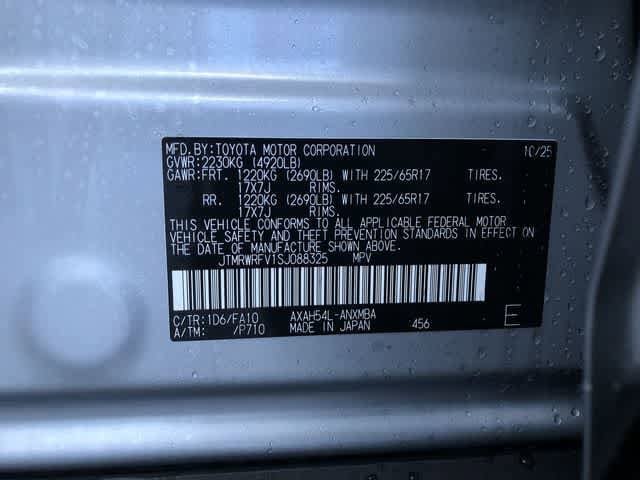 MFD.BY:TOYOTA MOTOR CORPORATION 10/25
GVWR:2230KG (4920LB)
GAWR:FRT. 1220KG (2690LB) WITH 225/65R17 TIRES.
17X7J RIMS.
RR. 1220KG (2690LB) WITH 225/65R17 TIRES.
17X7J RIMS.
THIS VEHICLE CONFORMS TO ALL APPLICABLE FEDERAL MOTOR
VEHICLE SAFETY AND THEFT PREVENTION STANDARDS IN EFFECT ON
THE DATE OF MANUFACTURE SHOWN ABOVE.
JTMRWRFV1SJ088325 MPV
C/TR:1D6/FA10 AXAH54L-ANXMBA
A/TM: /P710 MADE IN JAPAN 456 E